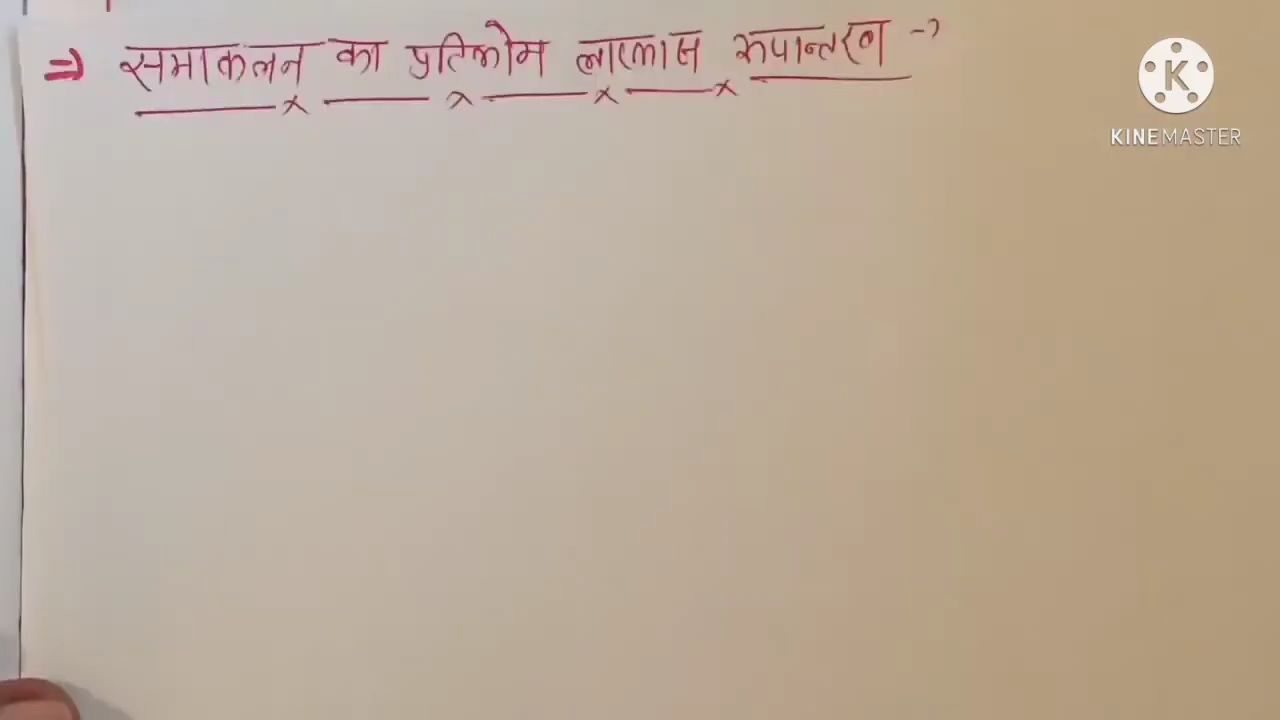 ⇒ समाकलन का प्रतिलोम लाप्लास रूपान्तरण →
K
KINEMASTER